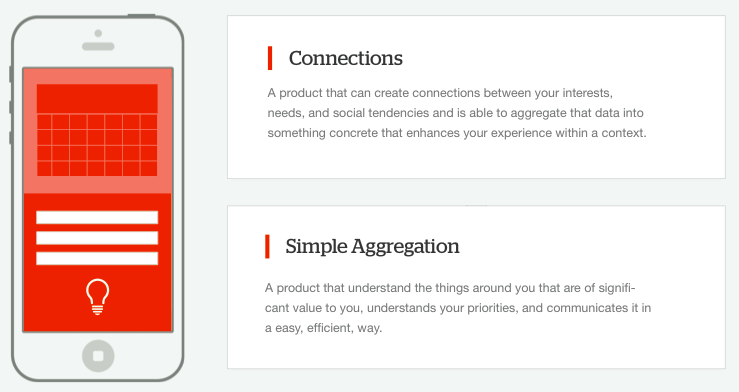 Connections
A product that can create connections between your interests,
needs, and social tendencies and is able to aggregate that data into
something concrete that enhances your experience within a context.
Simple Aggregation
A product that understand the things around you that are of signifi-
cant value to you, understands your priorities, and communicates it in
a easy, efficient, way.